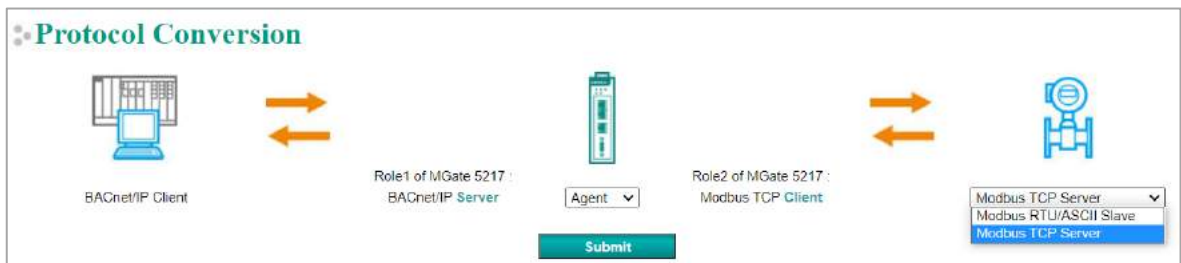 Protocol Conversion
Role1 of MGate 5217 :
Role2 of MGate 5217 :
BACnet/IP Client
BACnet/IP Server
Agent
Modbus TCP Client
Modbus TCP Server
Modbus RTU/ASCII Slave
Modbus TCP Server
Submit